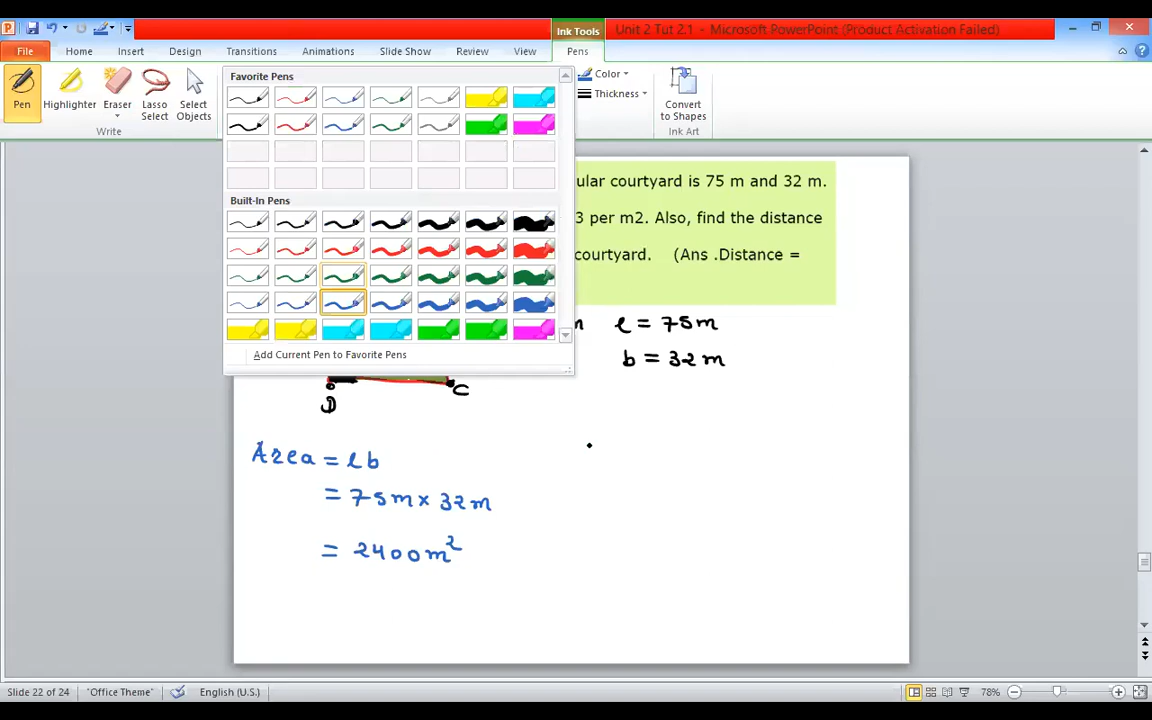 Ink Tools
Unit 2 Tut 2.1 - Microsoft PowerPoint (Product Activation Failed)
File Home Insert Design Transitions Animations Slide Show Review View Pens
Favorite Pens
Color
Thickness
Pen Highlighter Eraser Lasso Select Select Objects
Convert to Shapes
Write
Ink Art
Built-In Pens
Add Current Pen to Favorite Pens
ular courtyard is 75 m and 32 m.
3 per m2. Also, find the distance
courtyard. (Ans .Distance =
m l = 75m
b = 32m
C
D
Area = lb
= 75m × 32m
= 2400m²
Slide 22 of 24 "Office Theme" English (U.S.) 78%